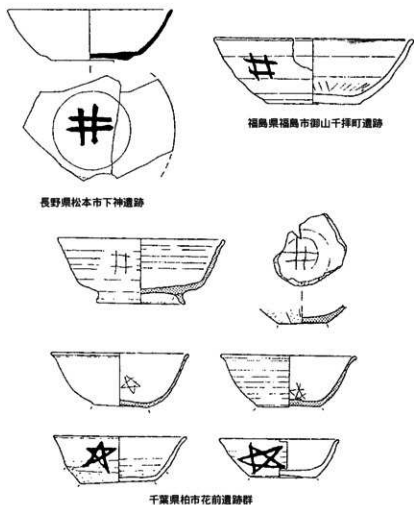 福島県福島市御山千拝町遺跡
井
長野県松本市下神遺跡
千葉県柏市花前遺跡群